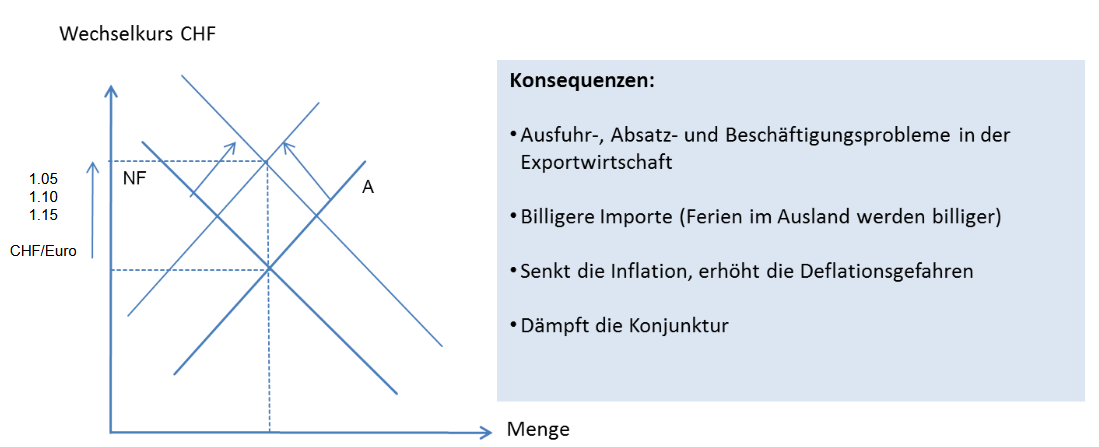 Wechselkurs CHF
NF
A
1.05
1.10
1.15
CHF/Euro
Menge
Konsequenzen:
• Ausfuhr-, Absatz- und Beschäftigungsprobleme in der
Exportwirtschaft
• Billigere Importe (Ferien im Ausland werden billiger)
• Senkt die Inflation, erhöht die Deflationsgefahren
• Dämpft die Konjunktur